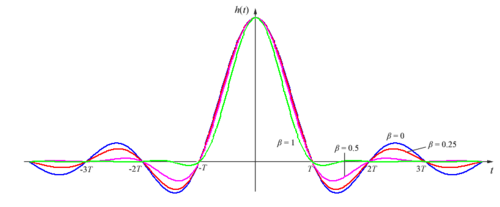 h(t)
β = 0
β = 1
β = 0.5
β = 0.25
-3T
-2T
-T
T
2T
3T
t